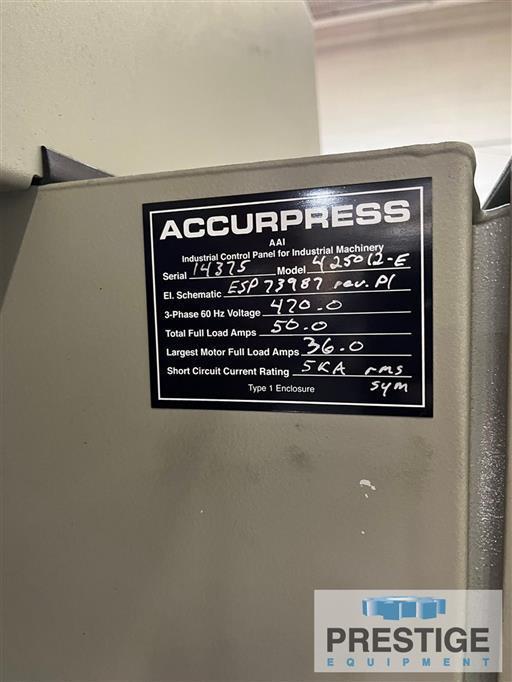 ACCURPRESS
AAI
Industrial Control Panel for Industrial Machinery
Serial 14375 Model 425012-E
El. Schematic ESP 73987 rev. P1
3-Phase 60 Hz Voltage 470.0
Total Full Load Amps 50.0
Largest Motor Full Load Amps 36.0
Short Circuit Current Rating 5KA rms
Type 1 Enclosure sym
PRESTIGE
EQUIPMENT